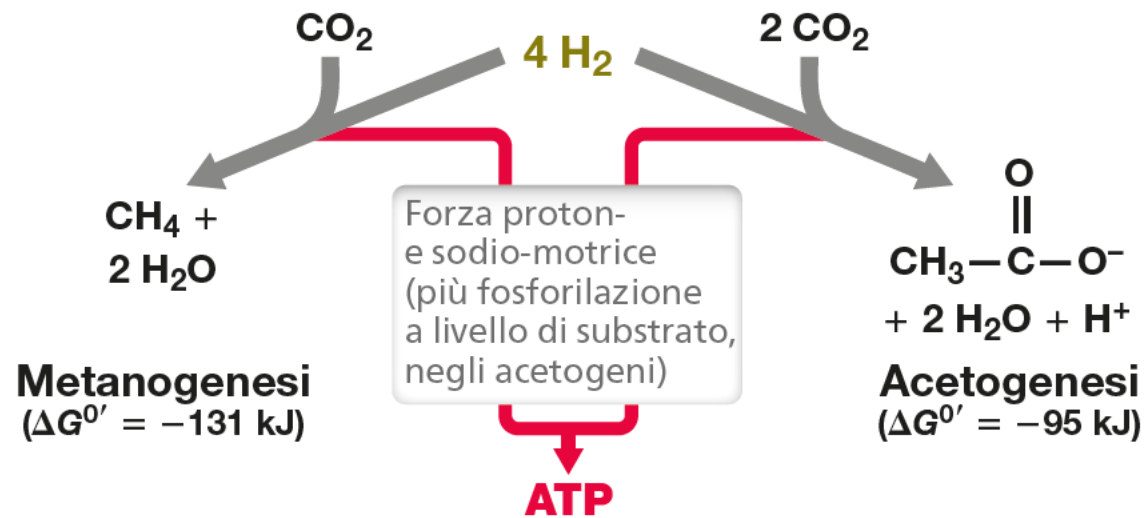 CO₂
4 H₂
2 CO₂
CH₄ +
2 H₂O
Metanogenesi
(ΔG⁰′ = −131 kJ)
Forza proton-
e sodio-motrice
(più fosforilazione
a livello di substrato,
negli acetogeni)
ATP
O
CH₃—C—O⁻
+ 2 H₂O + H⁺
Acetogenesi
(ΔG⁰′ = −95 kJ)